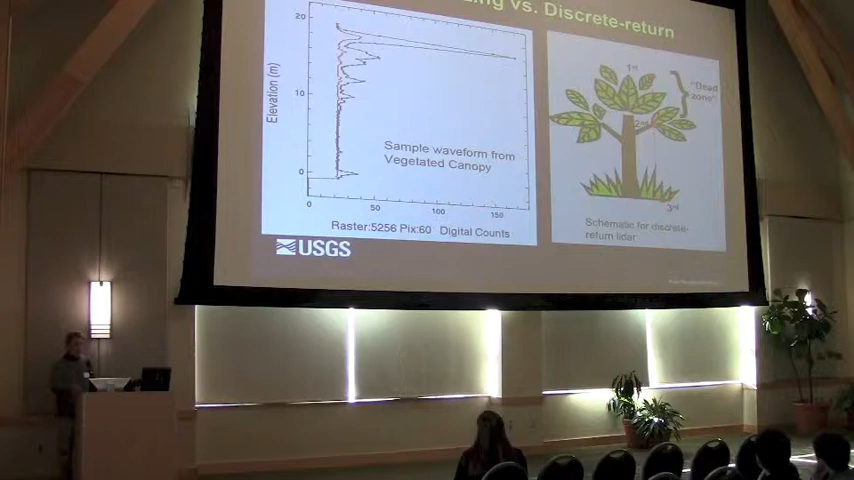 vs. Discrete-return
20
10
0
Elevation (m)
Sample waveform from
Vegetated Canopy
0
50
100
150
Raster:5256 Pix:60 Digital Counts
USGS
1st
2nd
3rd
"Dead
zone"
Schematic for discrete-
return lidar